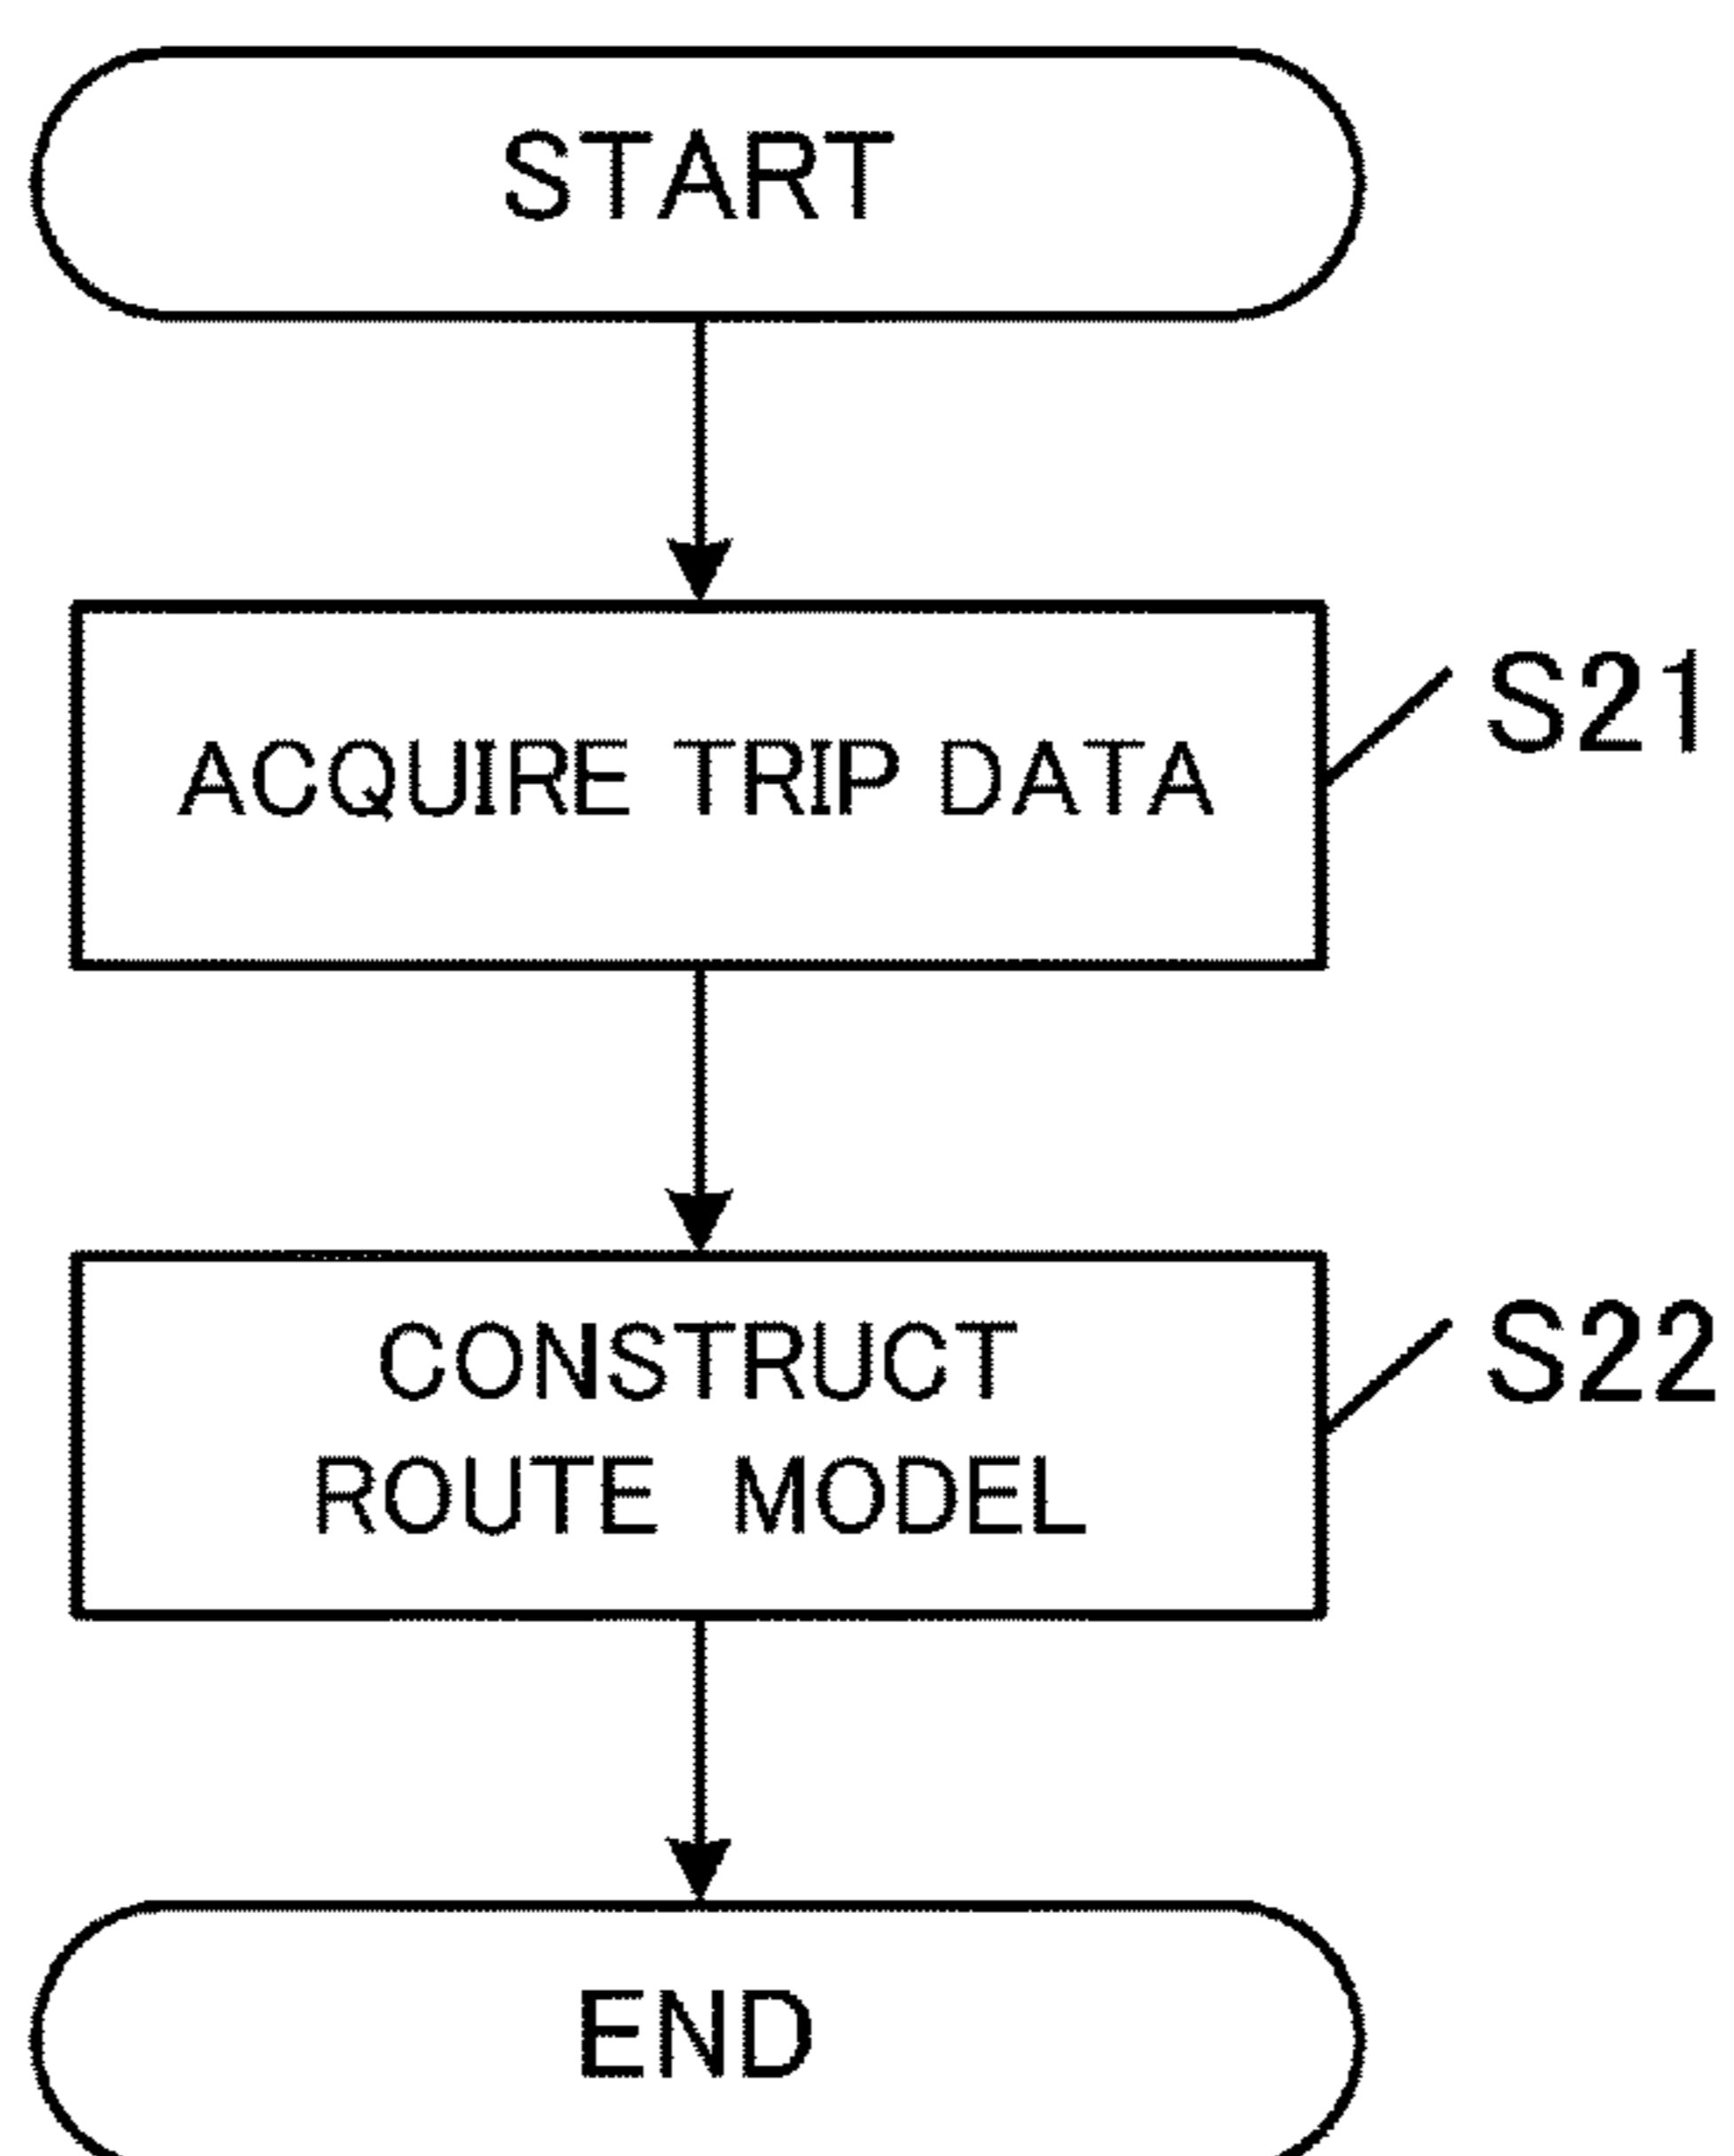 START
ACQUIRE TRIP DATA
S21
CONSTRUCT
ROUTE MODEL
S22
END